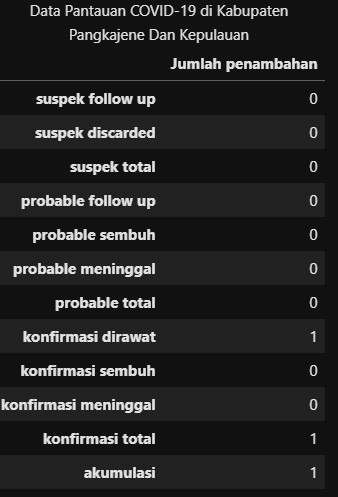 Data Pantauan COVID-19 di Kabupaten
Pangkajene Dan Kepulauan
Jumlah penambahan
suspek follow up 0
suspek discarded 0
suspek total 0
probable follow up 0
probable sembuh 0
probable meninggal 0
probable total 0
konfirmasi dirawat 1
konfirmasi sembuh 0
konfirmasi meninggal 0
konfirmasi total 1
akumulasi 1